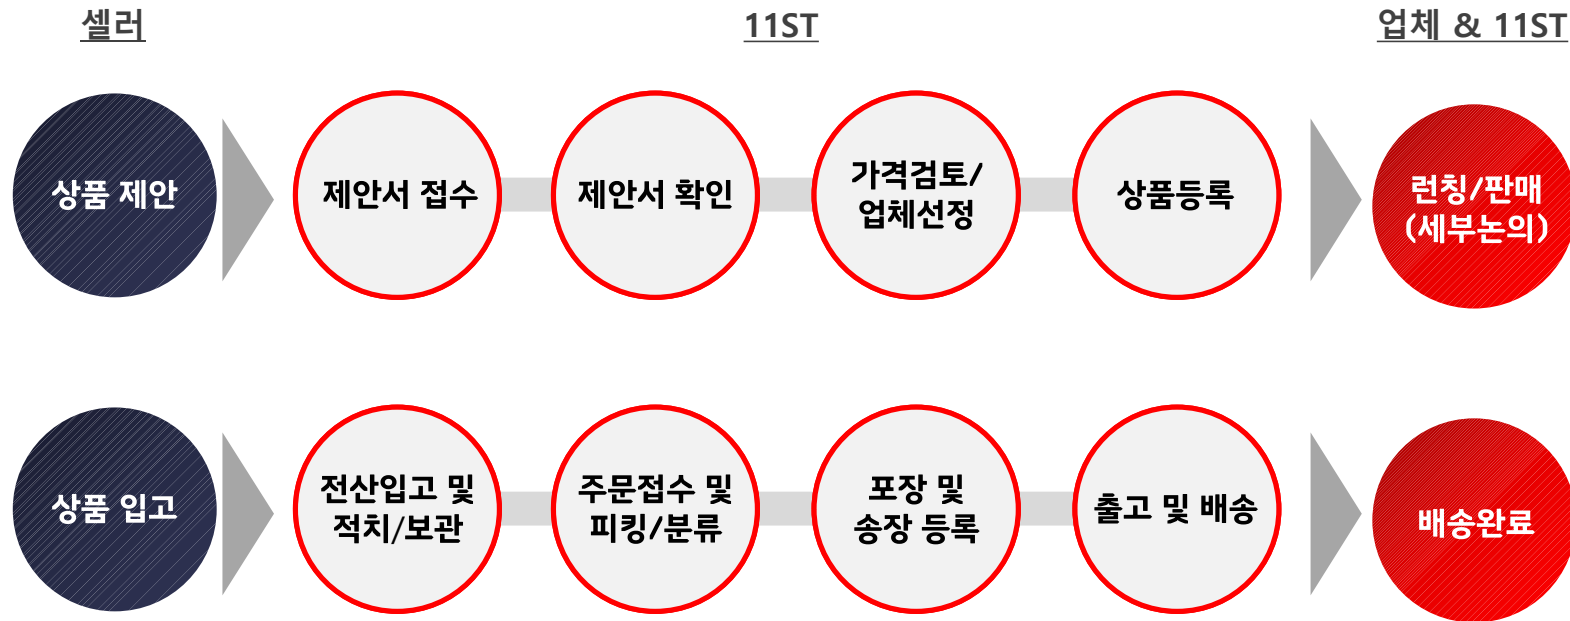 셀러
11ST
업체 & 11ST
상품 제안
제안서 접수
제안서 확인
가격검토/
업체선정
상품등록
런칭/판매
(세부논의)
상품 입고
전산입고 및
적치/보관
주문접수 및
피킹/분류
포장 및
송장 등록
출고 및 배송
배송완료